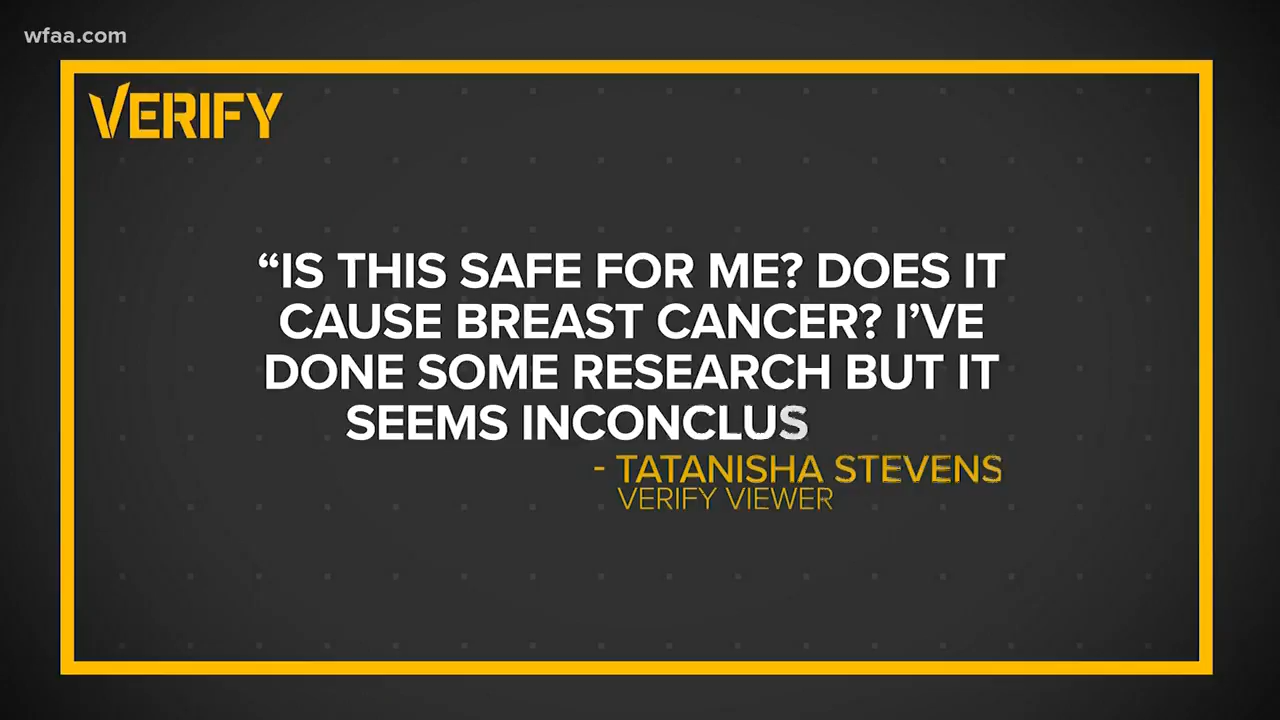 wfaa.com
VERIFY
“IS THIS SAFE FOR ME? DOES IT
CAUSE BREAST CANCER? I’VE
DONE SOME RESEARCH BUT IT
SEEMS INCONCLUS
- TATANISHA STEVENS
VERIFY VIEWER